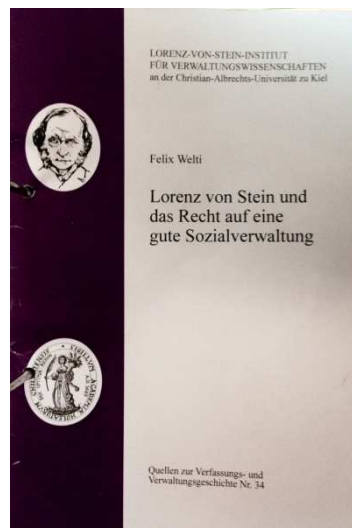 LORENZ-VON-STEIN-INSTITUT
FÜR VERWALTUNGSWISSENSCHAFTEN
an der Christian-Albrechts-Universität zu Kiel
Felix Welti
Lorenz von Stein und
das Recht auf eine
gute Sozialverwaltung
Quellen zur Verfassungs- und
Verwaltungsgeschichte Nr. 34